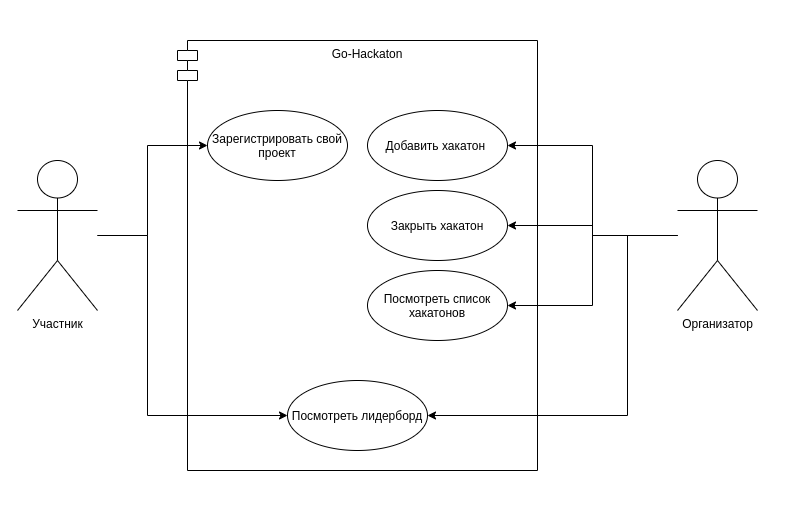 Go-Hackaton
Зарегистрировать свой
проект
Добавить хакатон
Закрыть хакатон
Посмотреть список
хакатонов
Участник
Организатор
Посмотреть лидерборд